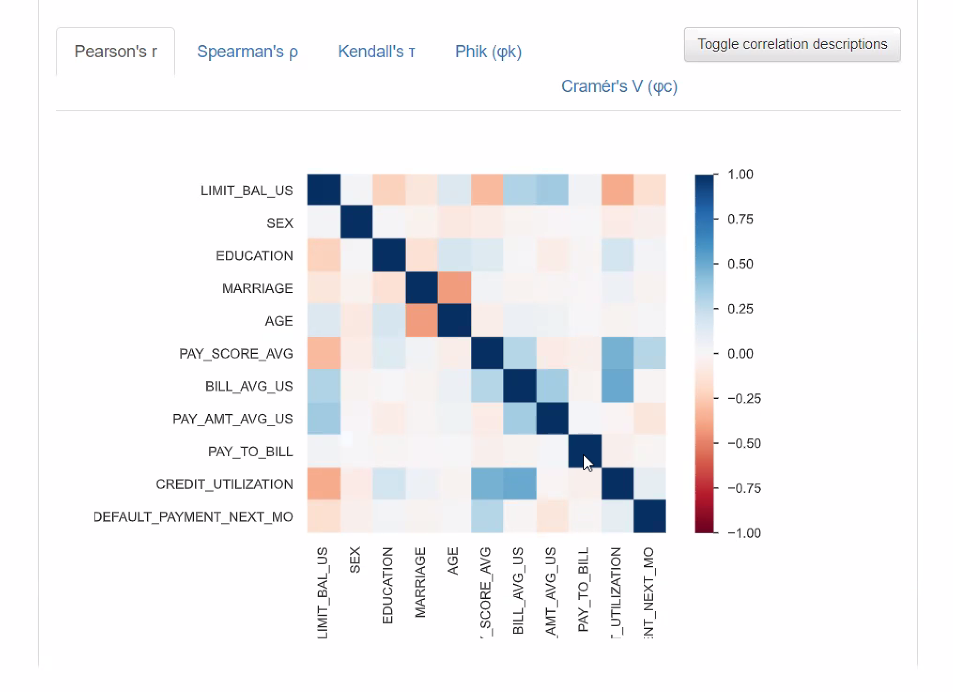 Pearson's r Spearman's ρ Kendall's τ Phik (φk) Toggle correlation descriptions
Cramér's V (φc)
LIMIT_BAL_US
SEX
EDUCATION
MARRIAGE
AGE
PAY_SCORE_AVG
BILL_AVG_US
PAY_AMT_AVG_US
PAY_TO_BILL
CREDIT_UTILIZATION
DEFAULT_PAYMENT_NEXT_MO
1.00
0.75
0.50
0.25
0.00
−0.25
−0.50
−0.75
−1.00
LIMIT_BAL_US
SEX
EDUCATION
MARRIAGE
AGE
_SCORE_AVG
BILL_AVG_US
AMT_AVG_US
PAY_TO_BILL
_UTILIZATION
NT_NEXT_MO